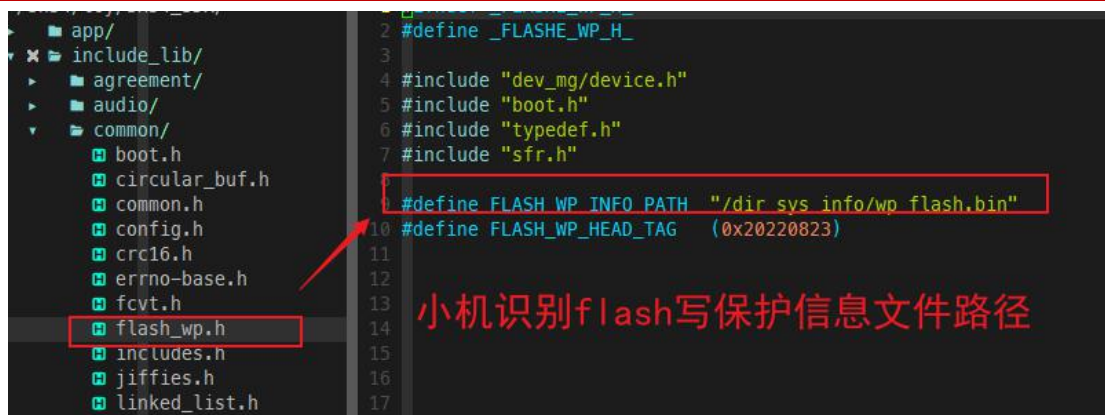 app/
include_lib/
agreement/
audio/
common/
boot.h
circular_buf.h
common.h
config.h
crc16.h
errno-base.h
fcvt.h
flash_wp.h
includes.h
jiffies.h
linked_list.h
2 #define _FLASHE_WP_H_
3
4 #include "dev_mg/device.h"
5 #include "boot.h"
6 #include "typedef.h"
7 #include "sfr.h"
8
9 #define FLASH_WP_INFO_PATH "/dir_sys_info/wp_flash.bin"
10 #define FLASH_WP_HEAD_TAG (0x20220823)
11
12
13
14
15
16
17
小机识别flash写保护信息文件路径